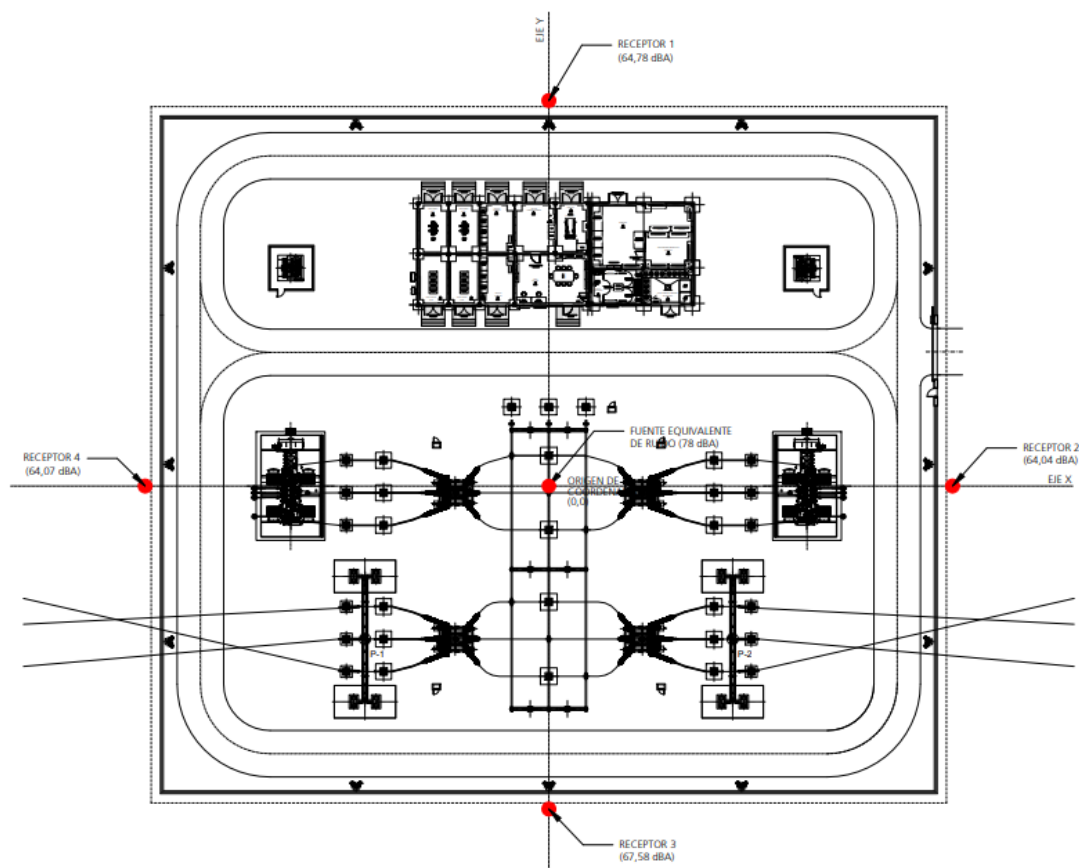 EJE Y
RECEPTOR 1
(64,78 dBA)
FUENTE EQUIVALENTE
DE RUIDO (78 dBA)
RECEPTOR 4
(64,07 dBA)
RECEPTOR 2
(64,04 dBA)
EJE X
ORIGEN DE
(0,0)
P-1
P-2
RECEPTOR 3
(67,58 dBA)